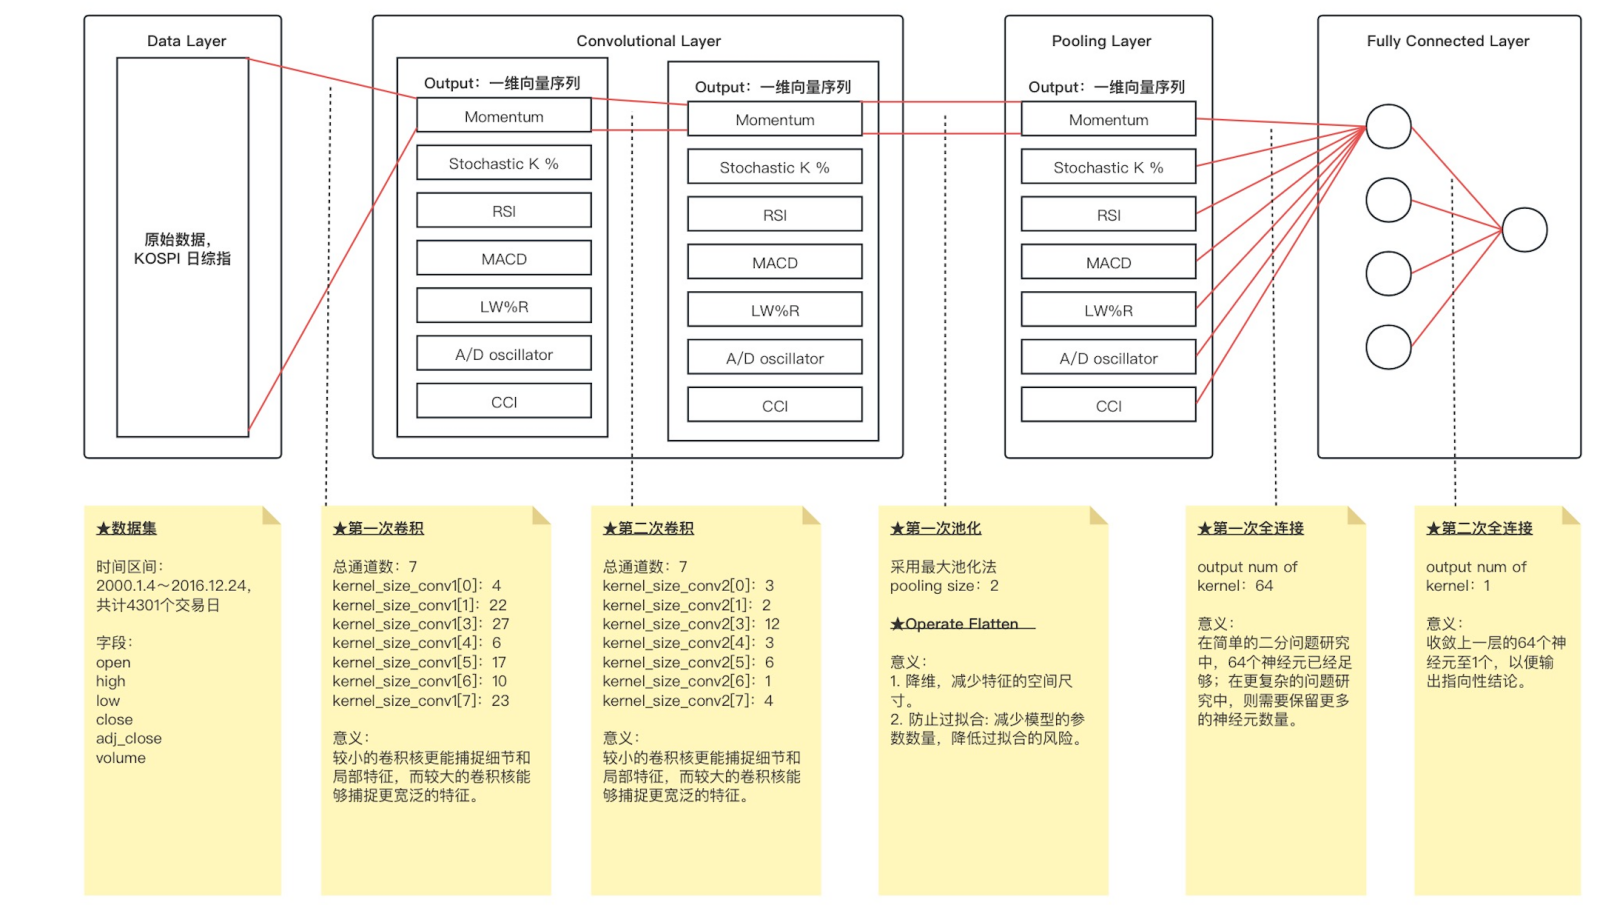 Data Layer
原始数据，
KOSPI 日综指
Convolutional Layer
Output：一维向量序列
Momentum
Stochastic K %
RSI
MACD
LW%R
A/D oscillator
CCI
Output：一维向量序列
Momentum
Stochastic K %
RSI
MACD
LW%R
A/D oscillator
CCI
Pooling Layer
Output：一维向量序列
Momentum
Stochastic K %
RSI
MACD
LW%R
A/D oscillator
CCI
Fully Connected Layer
★数据集
时间区间：
2000.1.4～2016.12.24，
共计4301个交易日
字段：
open
high
low
close
adj_close
volume
★第一次卷积
总通道数：7
kernel_size_conv1[0]：4
kernel_size_conv1[1]：22
kernel_size_conv1[3]：27
kernel_size_conv1[4]：6
kernel_size_conv1[5]：17
kernel_size_conv1[6]：10
kernel_size_conv1[7]：23
意义：
较小的卷积核更能捕捉细节和
局部特征，而较大的卷积核能
够捕捉更宽泛的特征。
★第二次卷积
总通道数：7
kernel_size_conv2[0]：3
kernel_size_conv2[1]：2
kernel_size_conv2[3]：12
kernel_size_conv2[4]：3
kernel_size_conv2[5]：6
kernel_size_conv2[6]：1
kernel_size_conv2[7]：4
意义：
较小的卷积核更能捕捉细节和
局部特征，而较大的卷积核能
够捕捉更宽泛的特征。
★第一次池化
采用最大池化法
pooling size：2
★Operate Flatten
意义：
1. 降维，减少特征的空间尺
寸。
2. 防止过拟合: 减少模型的参
数数量，降低过拟合的风险。
★第一次全连接
output num of
kernel：64
意义：
在简单的二分问题研究
中，64个神经元已经足
够；在更复杂的问题研
究中，则需要保留更多
的神经元数量。
★第二次全连接
output num of
kernel：1
意义：
收敛上一层的64个神
经元至1个，以便输
出指向性结论。